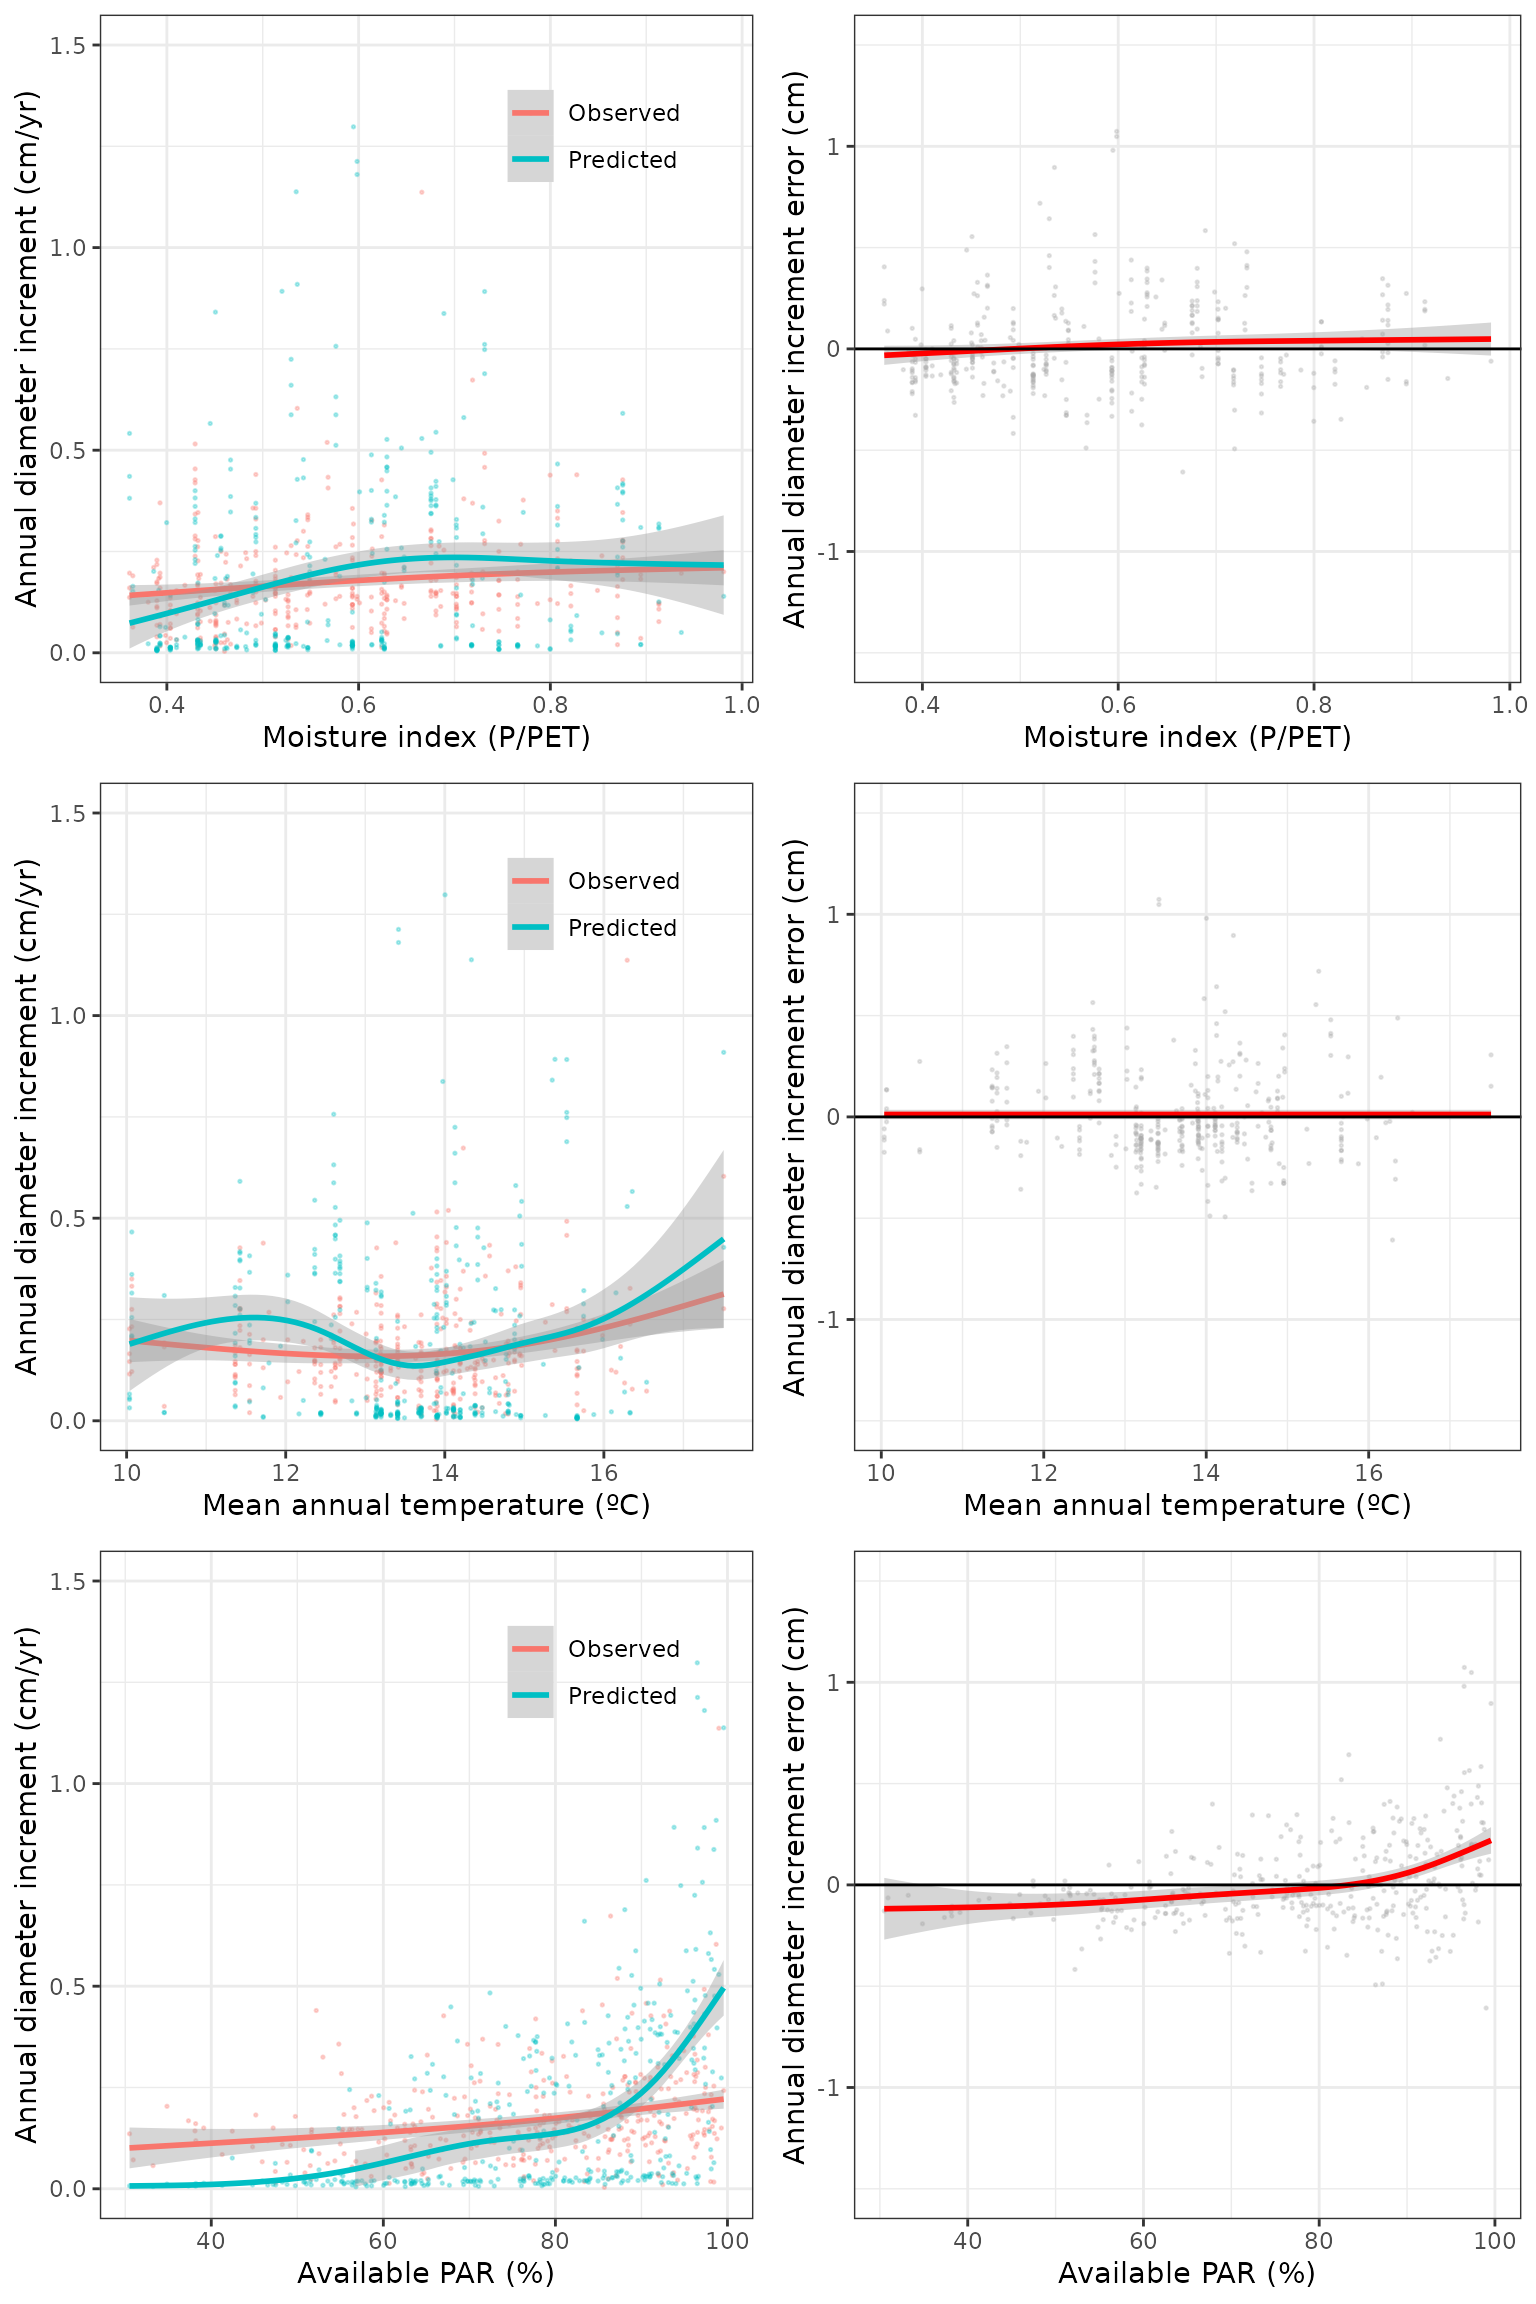 Annual diameter increment (cm/yr)
1.5
1.0
0.5
0.0
Observed
Predicted
0.4 0.6 0.8 1.0
Moisture index (P/PET)
Annual diameter increment error (cm)
1
0
-1
0.4 0.6 0.8 1.0
Moisture index (P/PET)
Annual diameter increment (cm/yr)
1.5
1.0
0.5
0.0
Observed
Predicted
10 12 14 16
Mean annual temperature (ºC)
Annual diameter increment error (cm)
1
0
-1
10 12 14 16
Mean annual temperature (ºC)
Annual diameter increment (cm/yr)
1.5
1.0
0.5
0.0
Observed
Predicted
40 60 80 100
Available PAR (%)
Annual diameter increment error (cm)
1
0
-1
40 60 80 100
Available PAR (%)